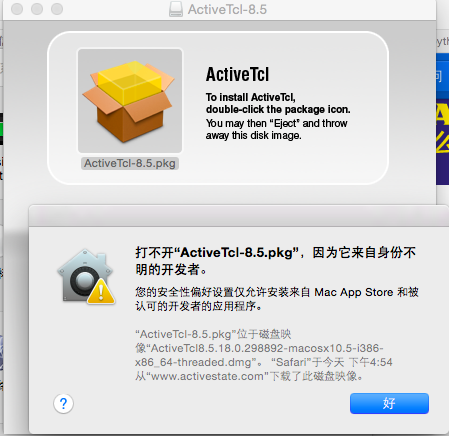 ActiveTcl-8.5
ActiveTcl
To install ActiveTcl,
double-click the package icon.
You may then “Eject” and throw
away this disk image.
ActiveTcl-8.5.pkg
打不开“ActiveTcl-8.5.pkg”，因为它来自身份不
明的开发者。
您的安全性偏好设置仅允许安装来自 Mac App Store 和被
认可的开发者的应用程序。
“ActiveTcl-8.5.pkg”位于磁盘映
像“ActiveTcl8.5.18.0.298892-macosx10.5-i386-
x86_64-threaded.dmg”。 “Safari”于今天 下午4:54
从“www.activestate.com”下载了此磁盘映像。
?
好